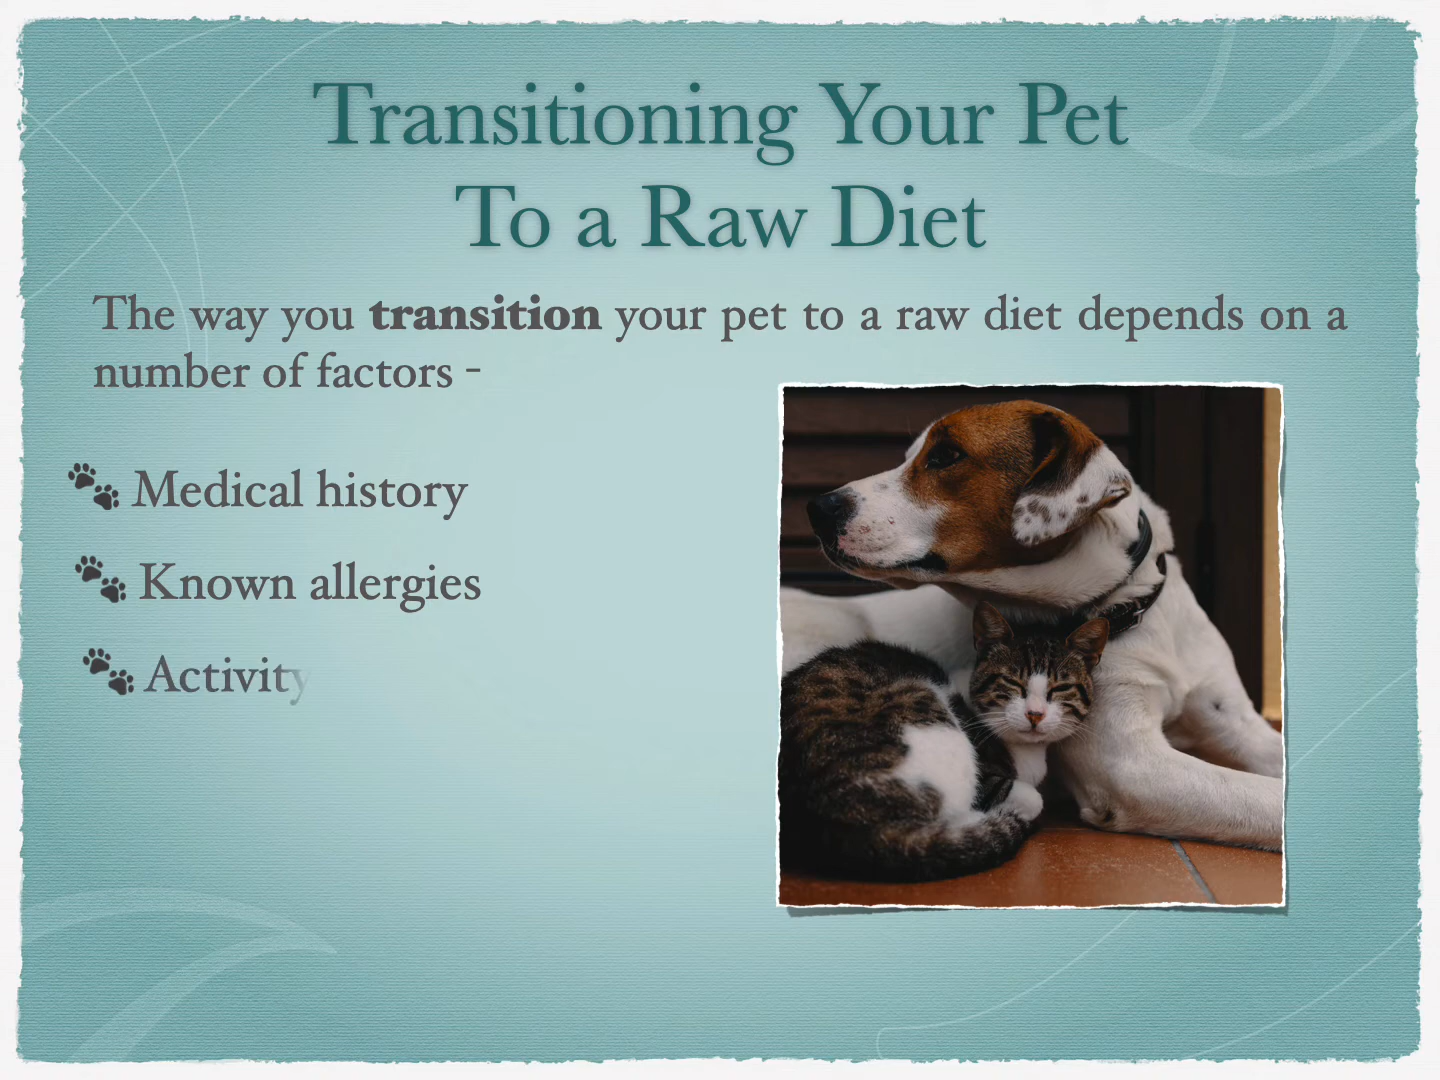 Transitioning Your Pet
To a Raw Diet
The way you transition your pet to a raw diet depends on a
number of factors -
Medical history
Known allergies
Activity